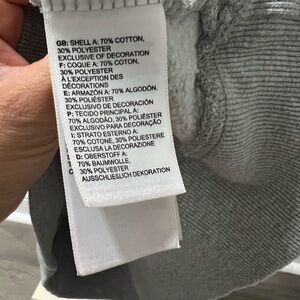 GB: SHELL A: 70% COTTON,
30% POLYESTER
EXCLUSIVE OF DECORATION
F: COQUE A: 70% COTON,
30% POLYESTER
À L'EXCEPTION DES
DÉCORATIONS
E: ARMAZÓN A: 70% ALGODÓN,
30% POLIÉSTER
EXCLUSIVO DE DECORACIÓN
P: TECIDO PRINCIPAL A:
70% ALGODÃO, 30% POLIÉSTER
EXCLUSIVO PARA DECORAÇÃO
I: STRATO ESTERNO A:
70% COTONE, 30% POLIESTERE
ESCLUSA LA DECORAZIONE
D: OBERSTOFF A:
70% BAUMWOLLE,
30% POLYESTER
AUSSCHLIESSLICH DEKORATION